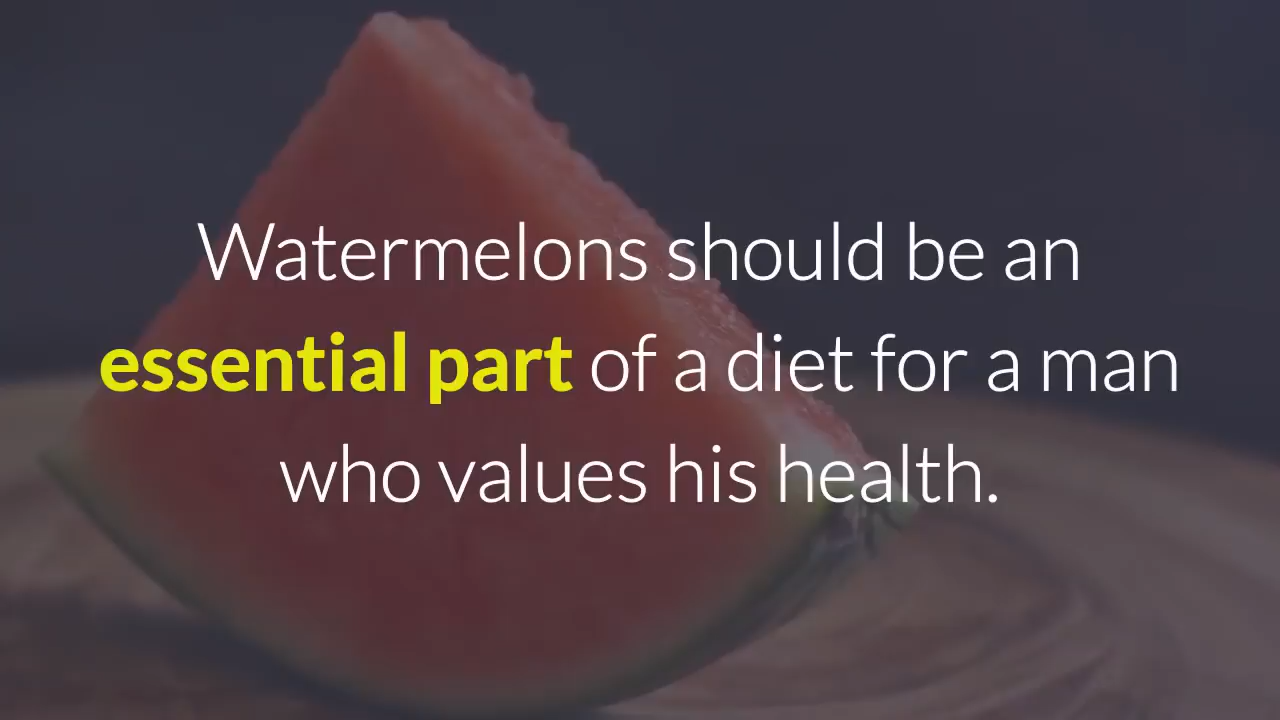 Watermelons should be an
essential part of a diet for a man
who values his health.